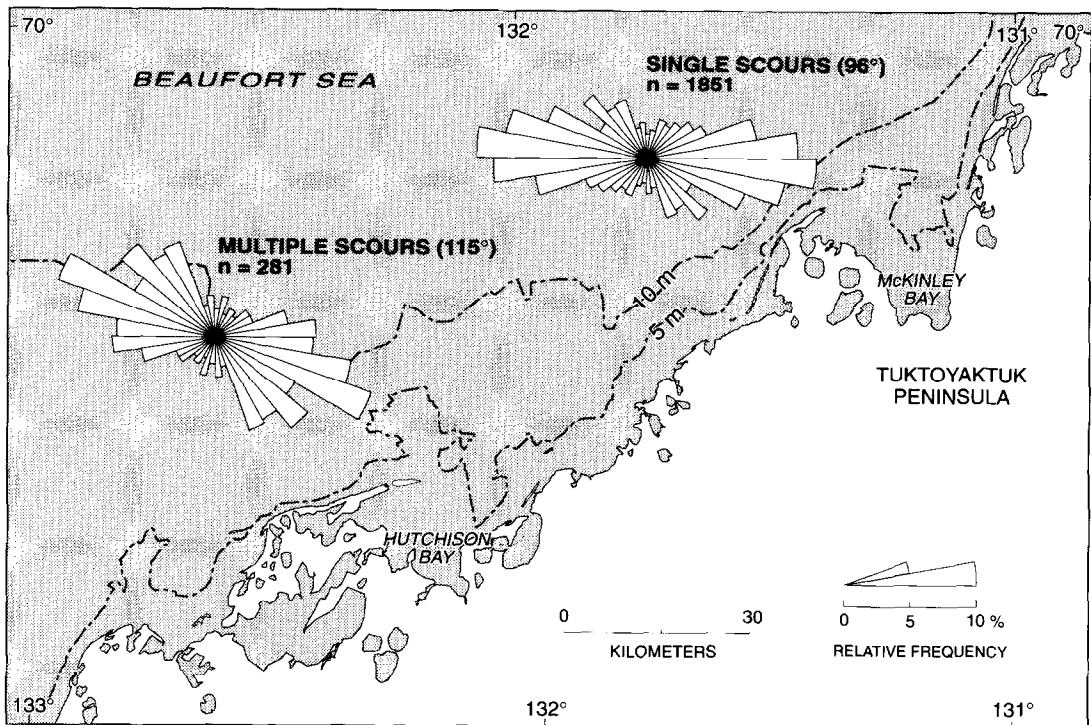 70°
132°
131°
70°
BEAUFORT SEA
SINGLE SCOURS (96°)
n = 1851
MULTIPLE SCOURS (115°)
n = 281
10 m
5 m
McKINLEY
BAY
TUKTOYAKTUK
PENINSULA
HUTCHISON
BAY
0 30
KILOMETERS
0 5 10 %
RELATIVE FREQUENCY
133°
132°
131°